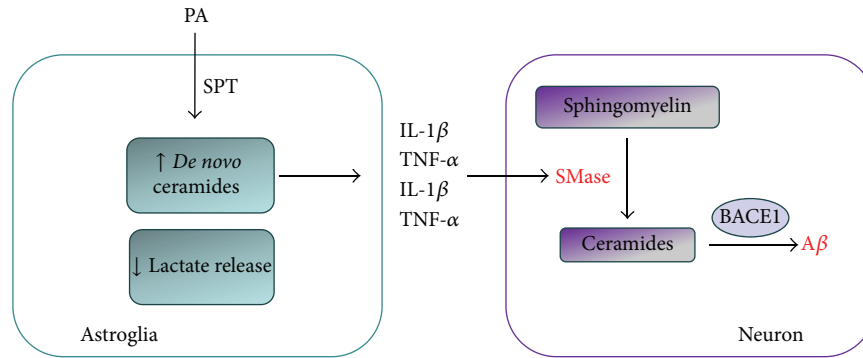 PA
SPT
↑ De novo
ceramides
↓ Lactate release
Astroglia
IL-1β
TNF-α
IL-1β
TNF-α
Sphingomyelin
SMase
Ceramides
BACE1
Aβ
Neuron